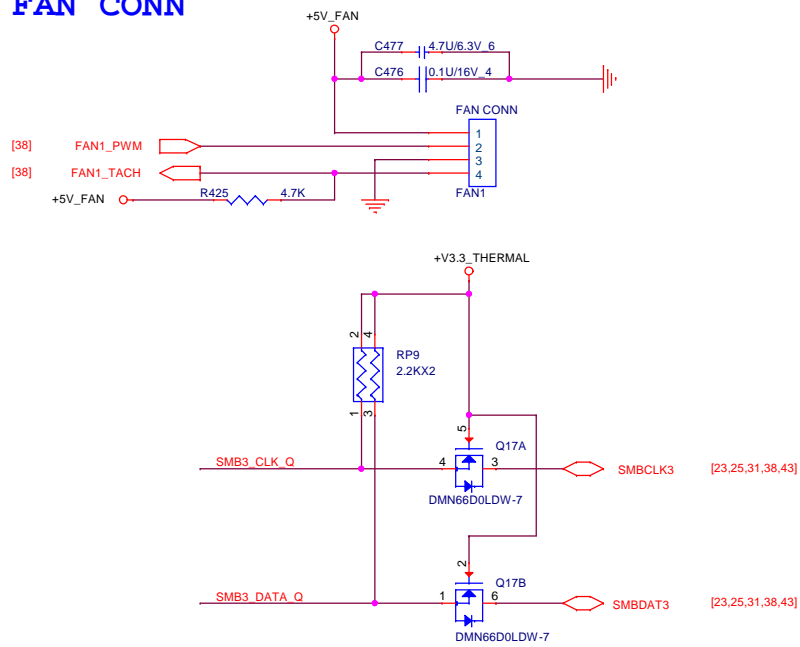 FAN CONN
+5V_FAN
C477 4.7U/6.3V_6
C476 0.1U/16V_4
FAN CONN
1
[38] FAN1_PWM 2
3
[38] FAN1_TACH 4
+5V_FAN R425 4.7K FAN1
+V3.3_THERMAL
2 4
RP9
2.2KX2
1 3 5
Q17A
SMB3_CLK_Q 4 3 SMBCLK3 [23,25,31,38,43]
DMN66D0LDW-7
2
Q17B
SMB3_DATA_Q 1 6 SMBDAT3 [23,25,31,38,43]
DMN66D0LDW-7